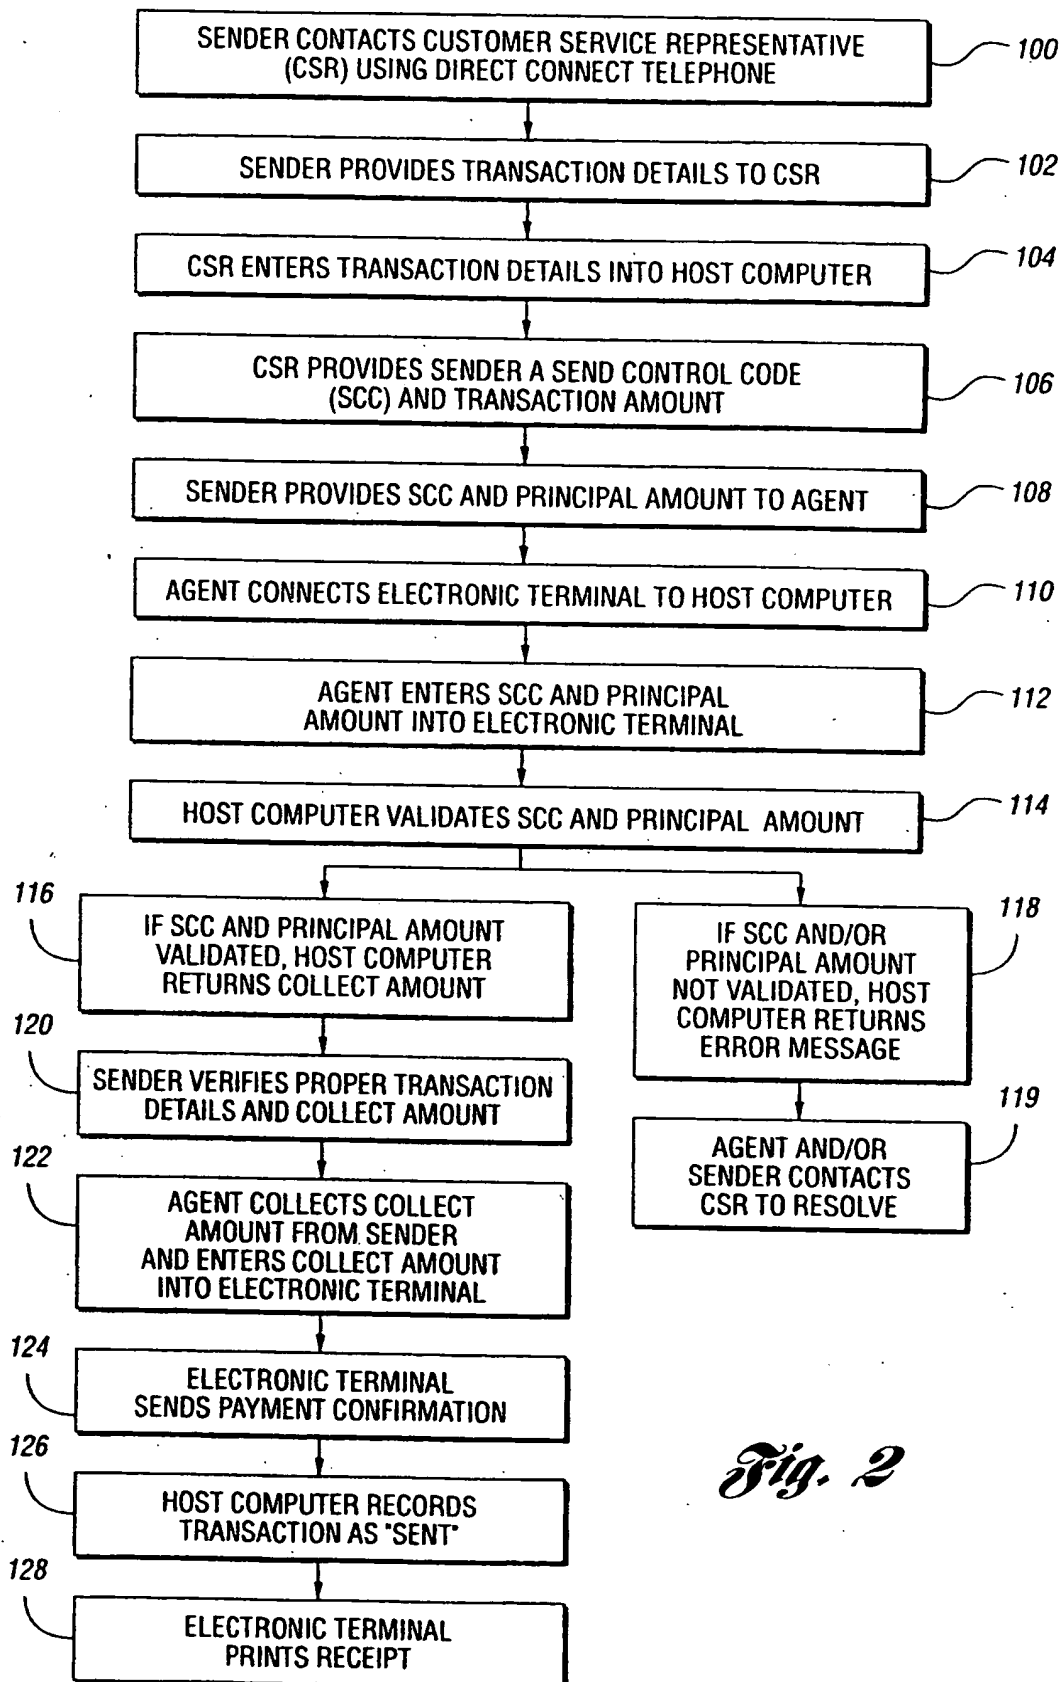 SENDER CONTACTS CUSTOMER SERVICE REPRESENTATIVE
(CSR) USING DIRECT CONNECT TELEPHONE
100
SENDER PROVIDES TRANSACTION DETAILS TO CSR
102
CSR ENTERS TRANSACTION DETAILS INTO HOST COMPUTER
104
CSR PROVIDES SENDER A SEND CONTROL CODE
(SCC) AND TRANSACTION AMOUNT
106
SENDER PROVIDES SCC AND PRINCIPAL AMOUNT TO AGENT
108
AGENT CONNECTS ELECTRONIC TERMINAL TO HOST COMPUTER
110
AGENT ENTERS SCC AND PRINCIPAL
AMOUNT INTO ELECTRONIC TERMINAL
112
HOST COMPUTER VALIDATES SCC AND PRINCIPAL AMOUNT
114
116
IF SCC AND PRINCIPAL AMOUNT
VALIDATED, HOST COMPUTER
RETURNS COLLECT AMOUNT
118
IF SCC AND/OR
PRINCIPAL AMOUNT
NOT VALIDATED, HOST
COMPUTER RETURNS
ERROR MESSAGE
120
SENDER VERIFIES PROPER TRANSACTION
DETAILS AND COLLECT AMOUNT
119
AGENT AND/OR
SENDER CONTACTS
CSR TO RESOLVE
122
AGENT COLLECTS COLLECT
AMOUNT FROM SENDER
AND ENTERS COLLECT AMOUNT
INTO ELECTRONIC TERMINAL
124
ELECTRONIC TERMINAL
SENDS PAYMENT CONFIRMATION
126
HOST COMPUTER RECORDS
TRANSACTION AS "SENT"
128
ELECTRONIC TERMINAL
PRINTS RECEIPT
Fig. 2